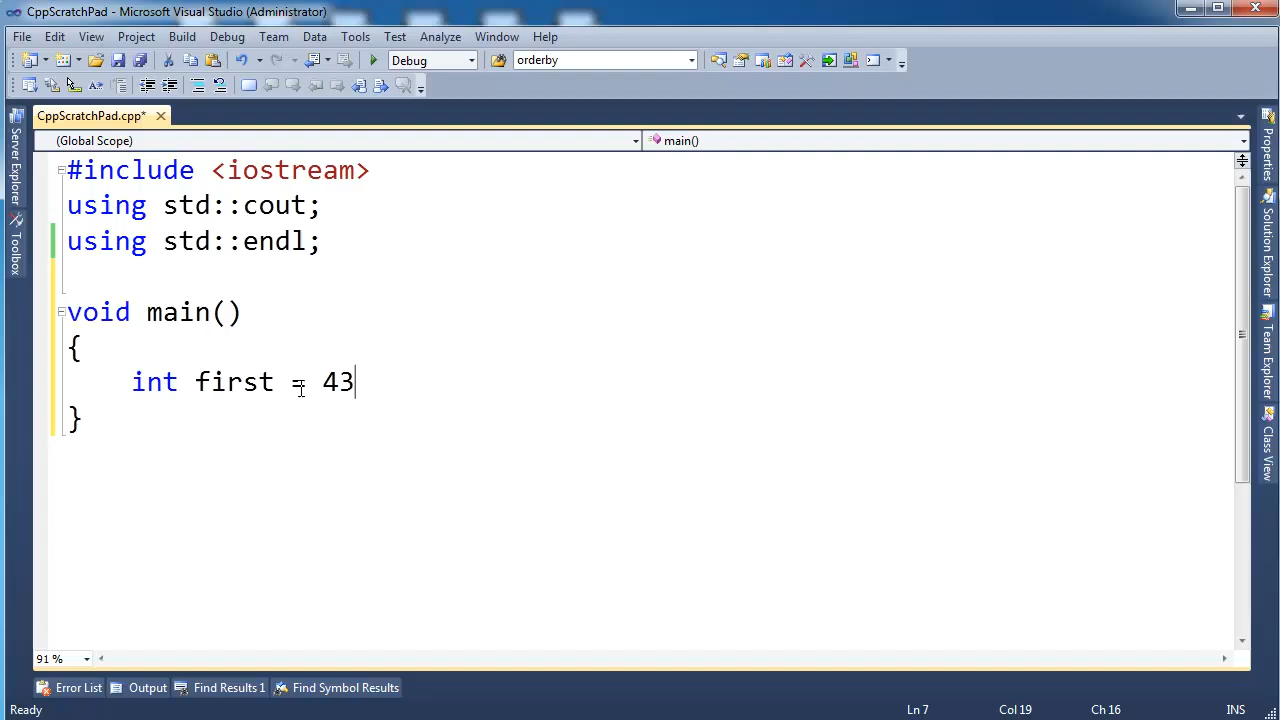 CppScratchPad - Microsoft Visual Studio (Administrator)
File Edit View Project Build Debug Team Data Tools Test Analyze Window Help
Debug orderby
CppScratchPad.cpp*
(Global Scope) main()
#include <iostream>
using std::cout;
using std::endl;
void main()
{
int first = 43
}
Server Explorer
Toolbox
Properties
Solution Explorer
Team Explorer
Class View
91 %
Error List Output Find Results 1 Find Symbol Results
Ready Ln 7 Col 19 Ch 16 INS